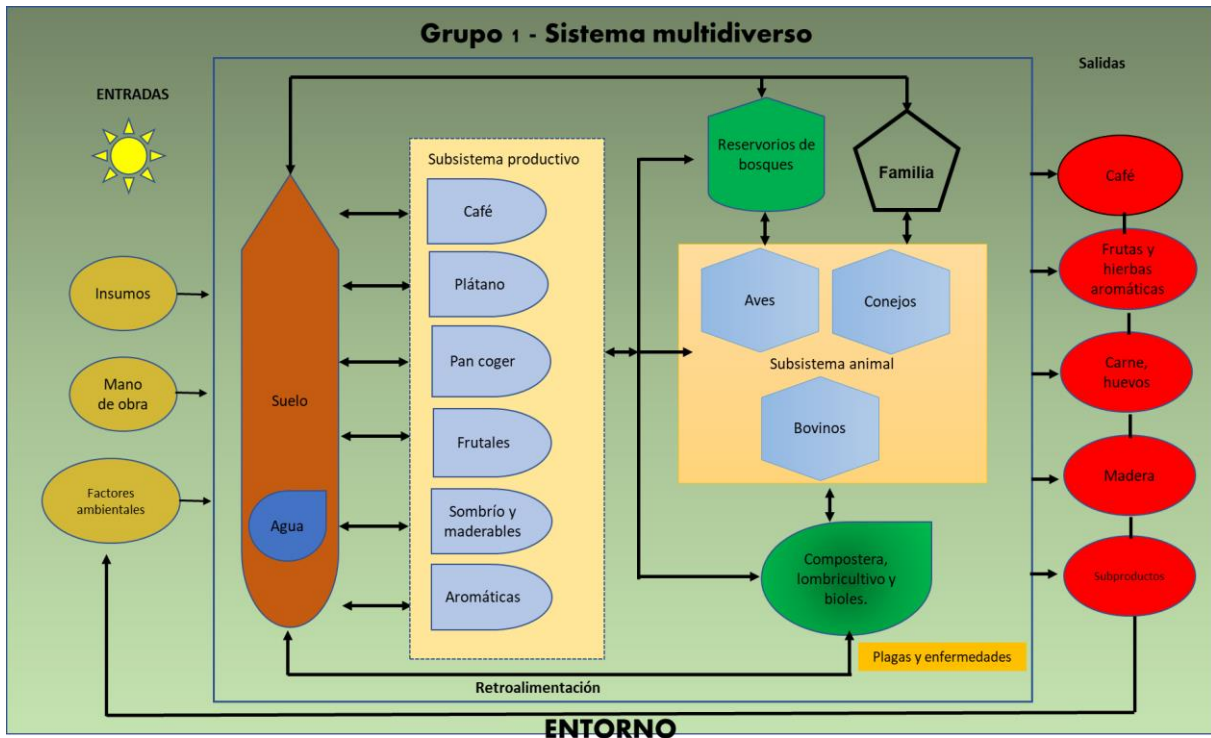 Grupo 1 - Sistema multidiverso
ENTRADAS
Salidas
Insumos
Mano
de obra
Factores
ambientales
Suelo
Agua
Subsistema productivo
Café
Plátano
Pan coger
Frutales
Sombrío y
maderables
Aromáticas
Reservorios de
bosques
Familia
Aves
Conejos
Subsistema animal
Bovinos
Compostera,
lombricultivo y
bioles.
Plagas y enfermedades
Retroalimentación
Café
Frutas y
hierbas
aromáticas
Carne,
huevos
Madera
Subproductos
ENTORNO